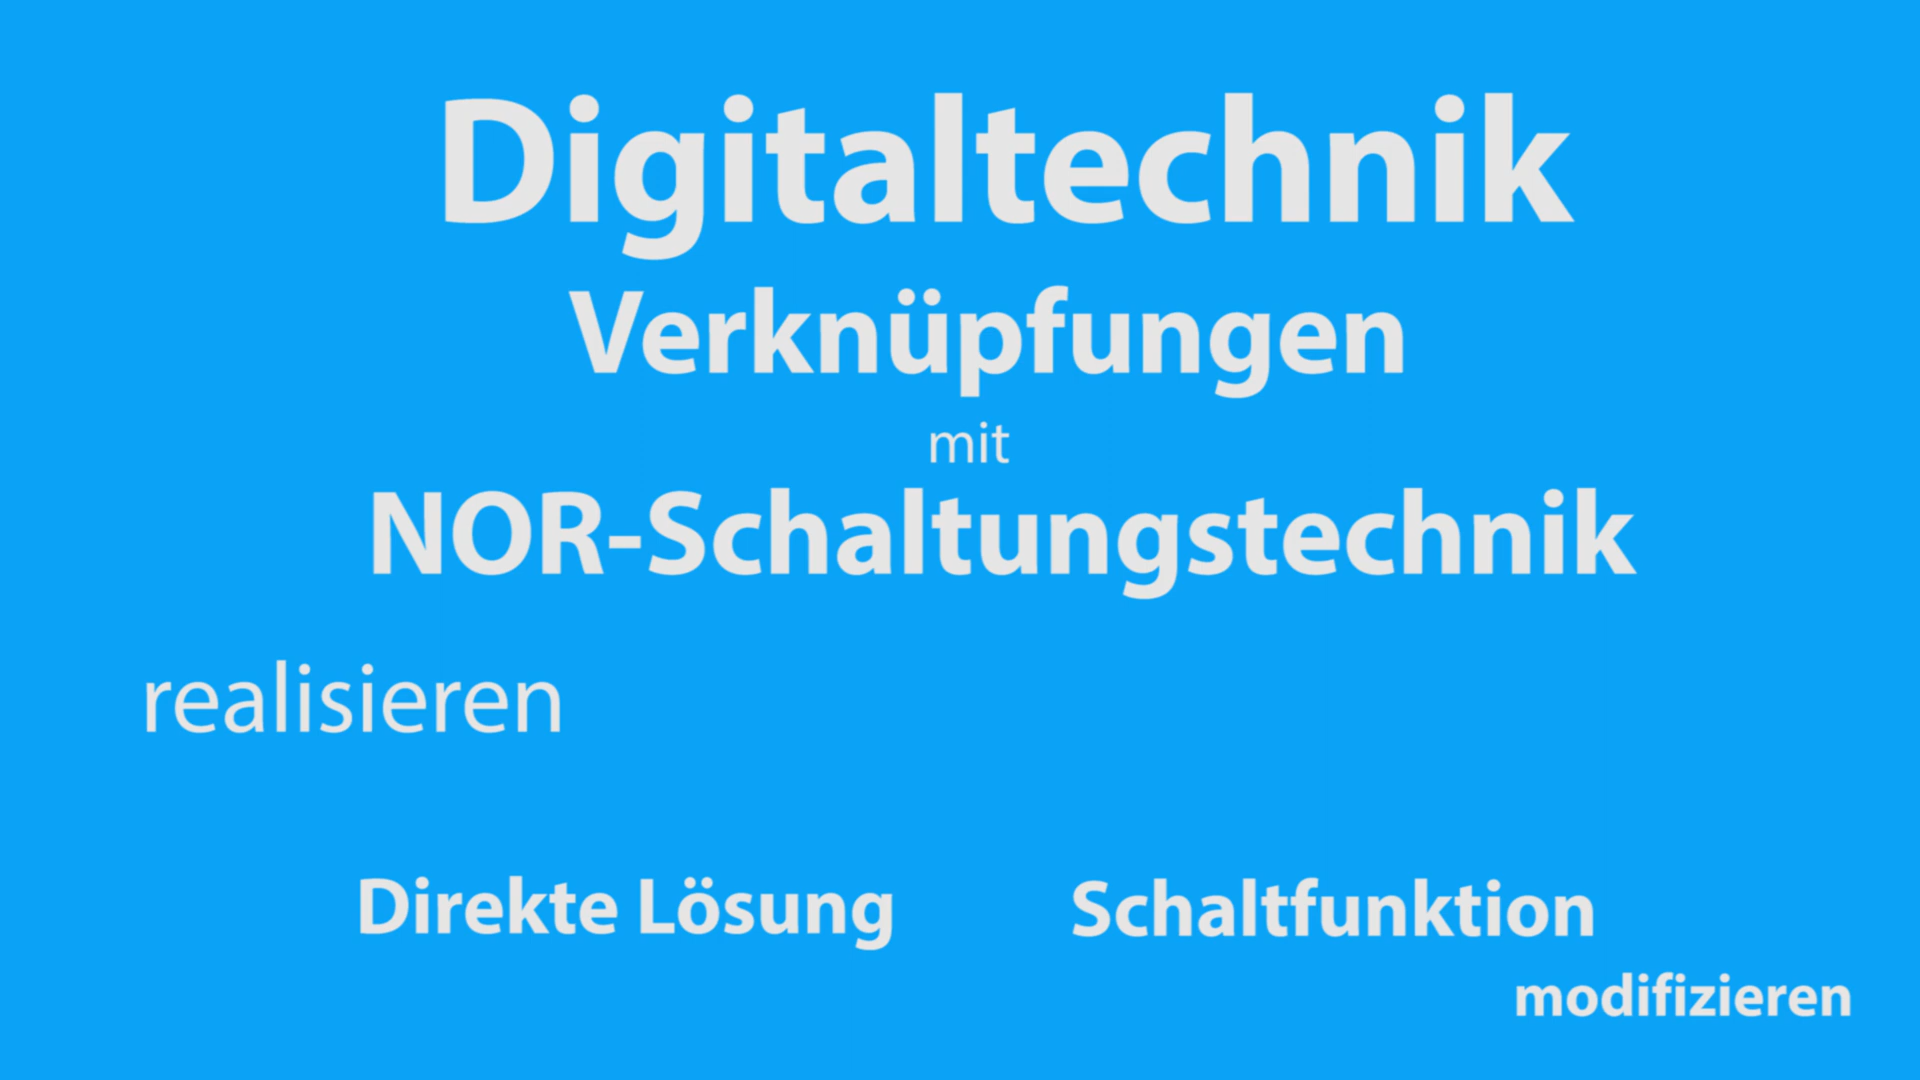 Digitaltechnik
Verknüpfungen
mit
NOR-Schaltungstechnik
realisieren
Direkte Lösung
Schaltfunktion
modifizieren